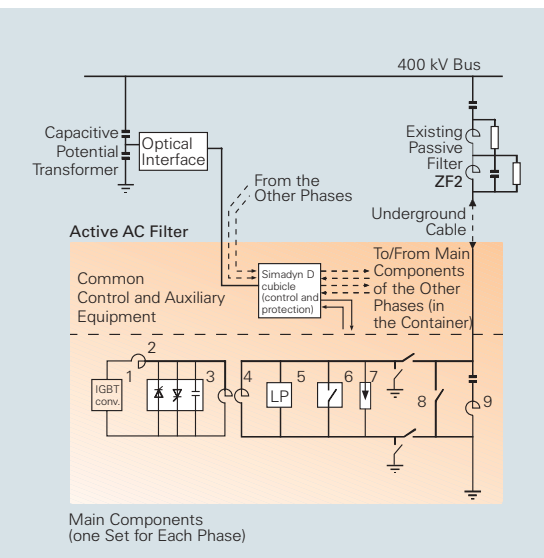 400 kV Bus
Capacitive
Potential
Transformer
Optical
Interface
Existing
Passive
Filter
ZF2
From the
Other Phases
Underground
Cable
Active AC Filter
Common
Control and Auxiliary
Equipment
Simadyn D
cubicle
(control and
protection)
To/From Main
Components
of the Other
Phases (in
the Container)
2
1
3
4
5
6
7
8
9
IGBT
conv.
LP
Main Components
(one Set for Each Phase)